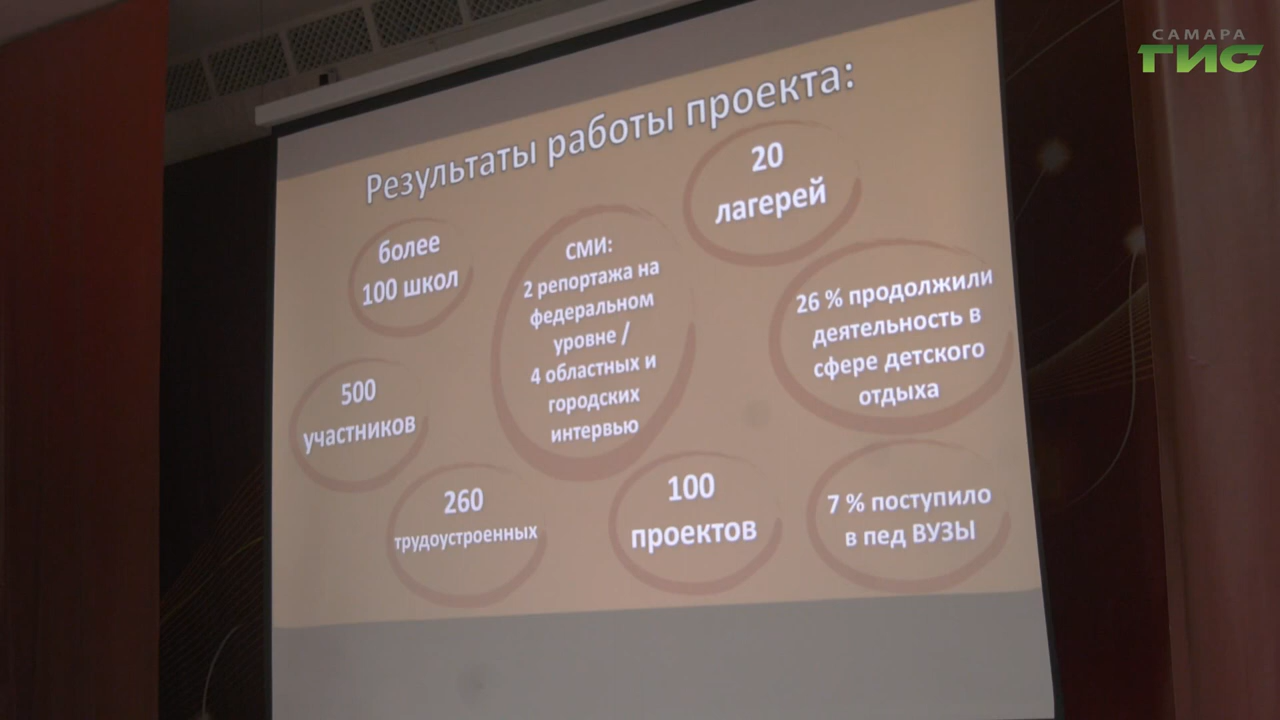 САМАРА
ГИС
Результаты работы проекта:
20
лагерей
более
100 школ
СМИ:
2 репортажа на
федеральном
уровне /
4 областных и
городских
интервью
26 % продолжили
деятельность в
сфере детского
отдыха
500
участников
260
трудоустроенных
100
проектов
7 % поступило
в пед ВУЗЫ